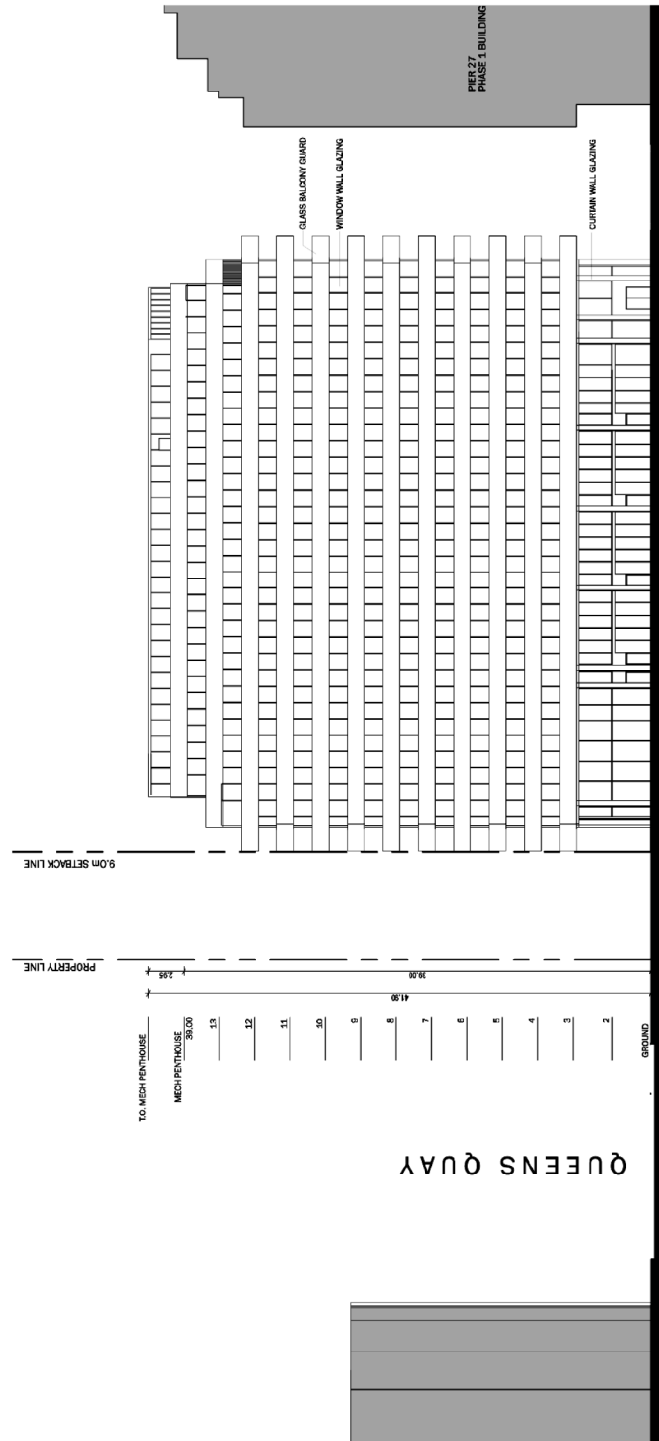 PIER 27
PHASE 1 BUILDING
GLASS BALCONY GUARD
WINDOW WALL GLAZING
CURTAIN WALL GLAZING
9.0m SETBACK LINE
PROPERTY LINE
2.95
39.00
41.90
T.O. MECH PENTHOUSE
MECH PENTHOUSE
39.00
13
12
11
10
9
8
7
6
5
4
3
2
GROUND
QUEENS QUAY